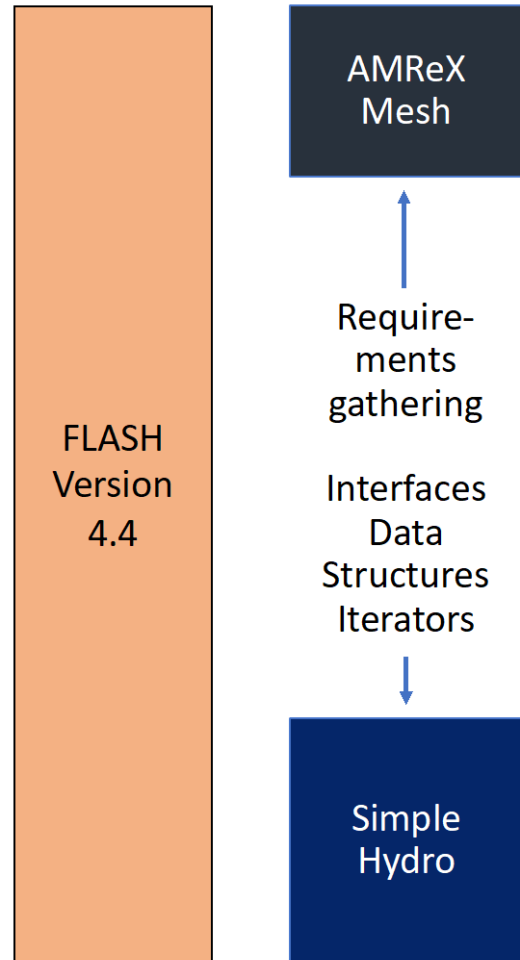 FLASH
Version
4.4
AMReX
Mesh
Require-
ments
gathering
Interfaces
Data
Structures
Iterators
Simple
Hydro